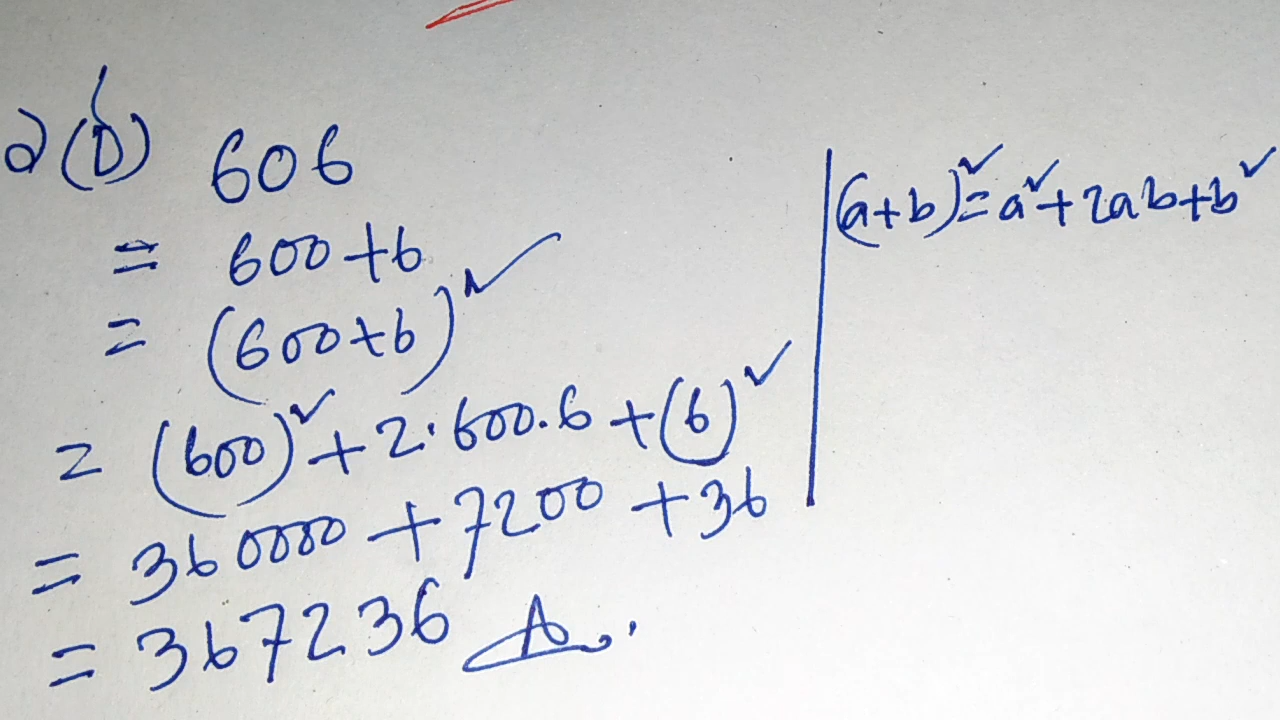 ২(b) 606
= 600+6
= (600+6)²
= (600)² + 2·600.6 + (6)²
= 360000 + 7200 + 36
= 367236 A.
(a+b)² = a² + 2ab + b²